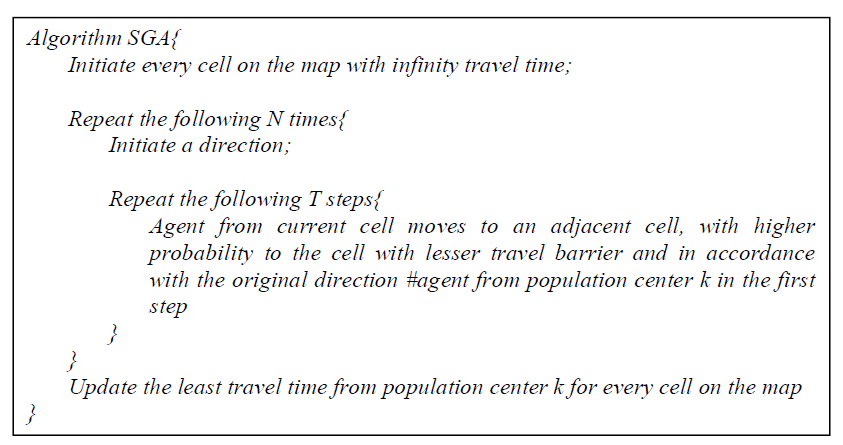 Algorithm SGA{
Initiate every cell on the map with infinity travel time;
Repeat the following N times{
Initiate a direction;
Repeat the following T steps{
Agent from current cell moves to an adjacent cell, with higher
probability to the cell with lesser travel barrier and in accordance
with the original direction #agent from population center k in the first
step
}
}
Update the least travel time from population center k for every cell on the map
}